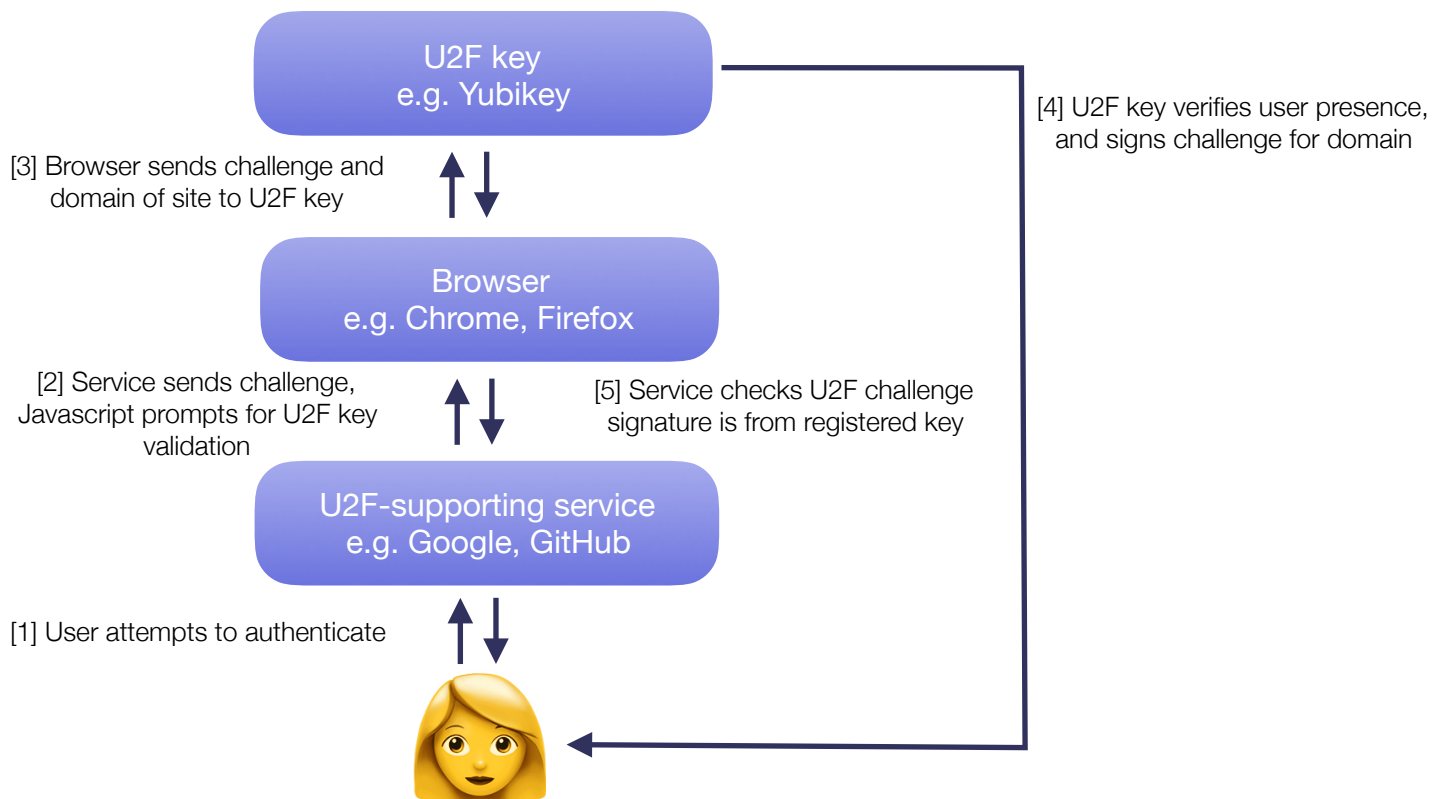 U2F key
e.g. Yubikey
[4] U2F key verifies user presence,
and signs challenge for domain
[3] Browser sends challenge and
domain of site to U2F key
Browser
e.g. Chrome, Firefox
[2] Service sends challenge,
Javascript prompts for U2F key
validation
[5] Service checks U2F challenge
signature is from registered key
U2F-supporting service
e.g. Google, GitHub
[1] User attempts to authenticate